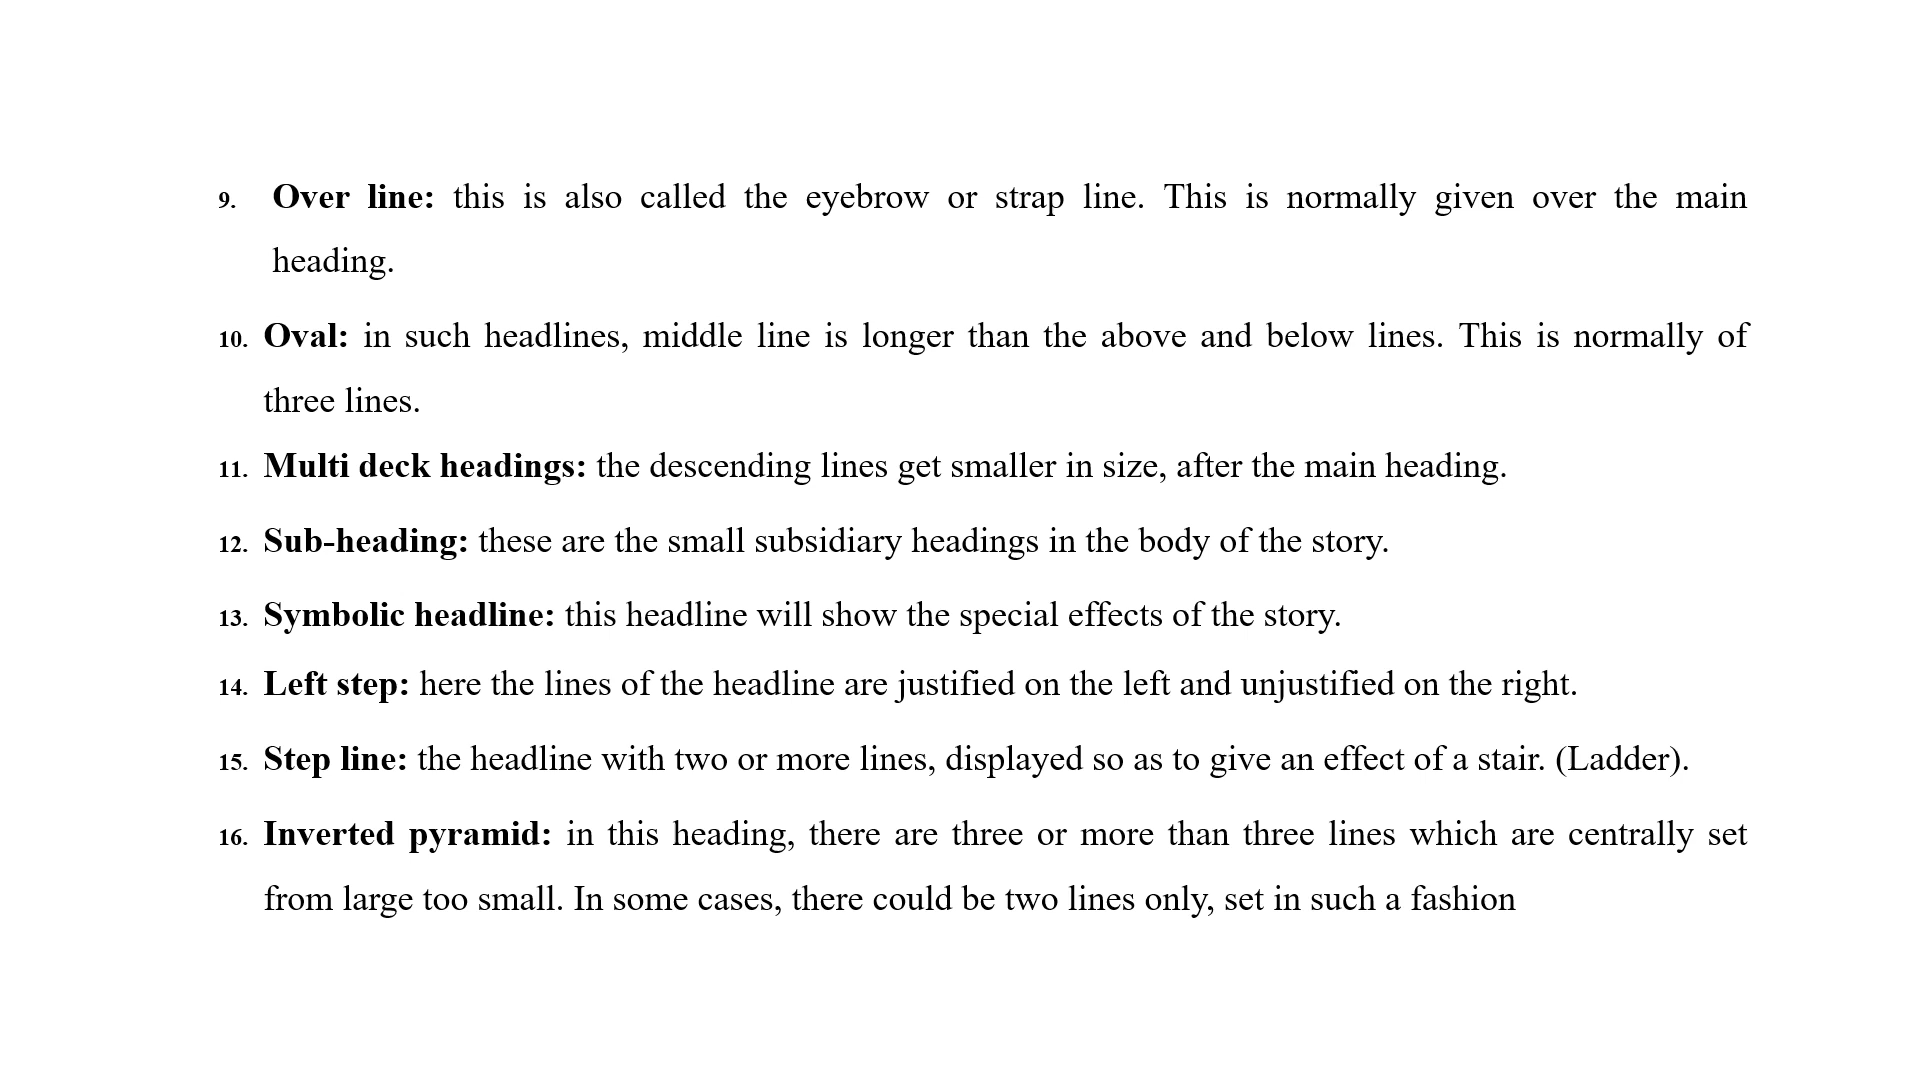 9. Over line: this is also called the eyebrow or strap line. This is normally given over the main
heading.
10. Oval: in such headlines, middle line is longer than the above and below lines. This is normally of
three lines.
11. Multi deck headings: the descending lines get smaller in size, after the main heading.
12. Sub-heading: these are the small subsidiary headings in the body of the story.
13. Symbolic headline: this headline will show the special effects of the story.
14. Left step: here the lines of the headline are justified on the left and unjustified on the right.
15. Step line: the headline with two or more lines, displayed so as to give an effect of a stair. (Ladder).
16. Inverted pyramid: in this heading, there are three or more than three lines which are centrally set
from large too small. In some cases, there could be two lines only, set in such a fashion